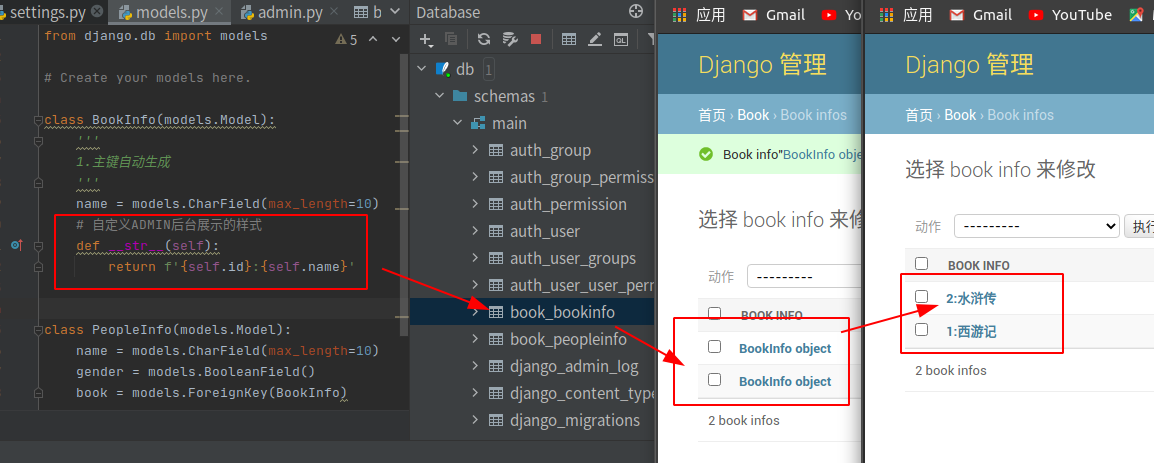 settings.py
models.py
admin.py
b
from django.db import models
5
# Create your models here.
class BookInfo(models.Model):
'''
1.主键自动生成
'''
name = models.CharField(max_length=10)
# 自定义ADMIN后台展示的样式
def __str__(self):
return f'{self.id}:{self.name}'
class PeopleInfo(models.Model):
name = models.CharField(max_length=10)
gender = models.BooleanField()
book = models.ForeignKey(BookInfo)
Database
QL
db 1
schemas 1
main
auth_group
auth_group_permiss
auth_permission
auth_user
auth_user_groups
auth_user_user_perr
book_bookinfo
book_peopleinfo
django_admin_log
django_content_type
django_migrations
应用
Gmail
Yo
Django 管理
首页 › Book › Book infos
Book info"BookInfo obje
选择 book info 来修
动作
---------
BOOK INFO
BookInfo object
BookInfo object
2 book infos
应用
Gmail
YouTube
Django 管理
首页 › Book › Book infos
选择 book info 来修改
动作
---------
执行
BOOK INFO
2:水浒传
1:西游记
2 book infos